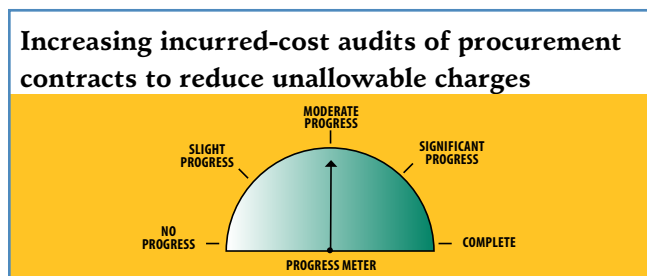 Increasing incurred-cost audits of procurement
contracts to reduce unallowable charges
MODERATE
PROGRESS
SLIGHT
PROGRESS
SIGNIFICANT
PROGRESS
NO
PROGRESS
COMPLETE
PROGRESS METER